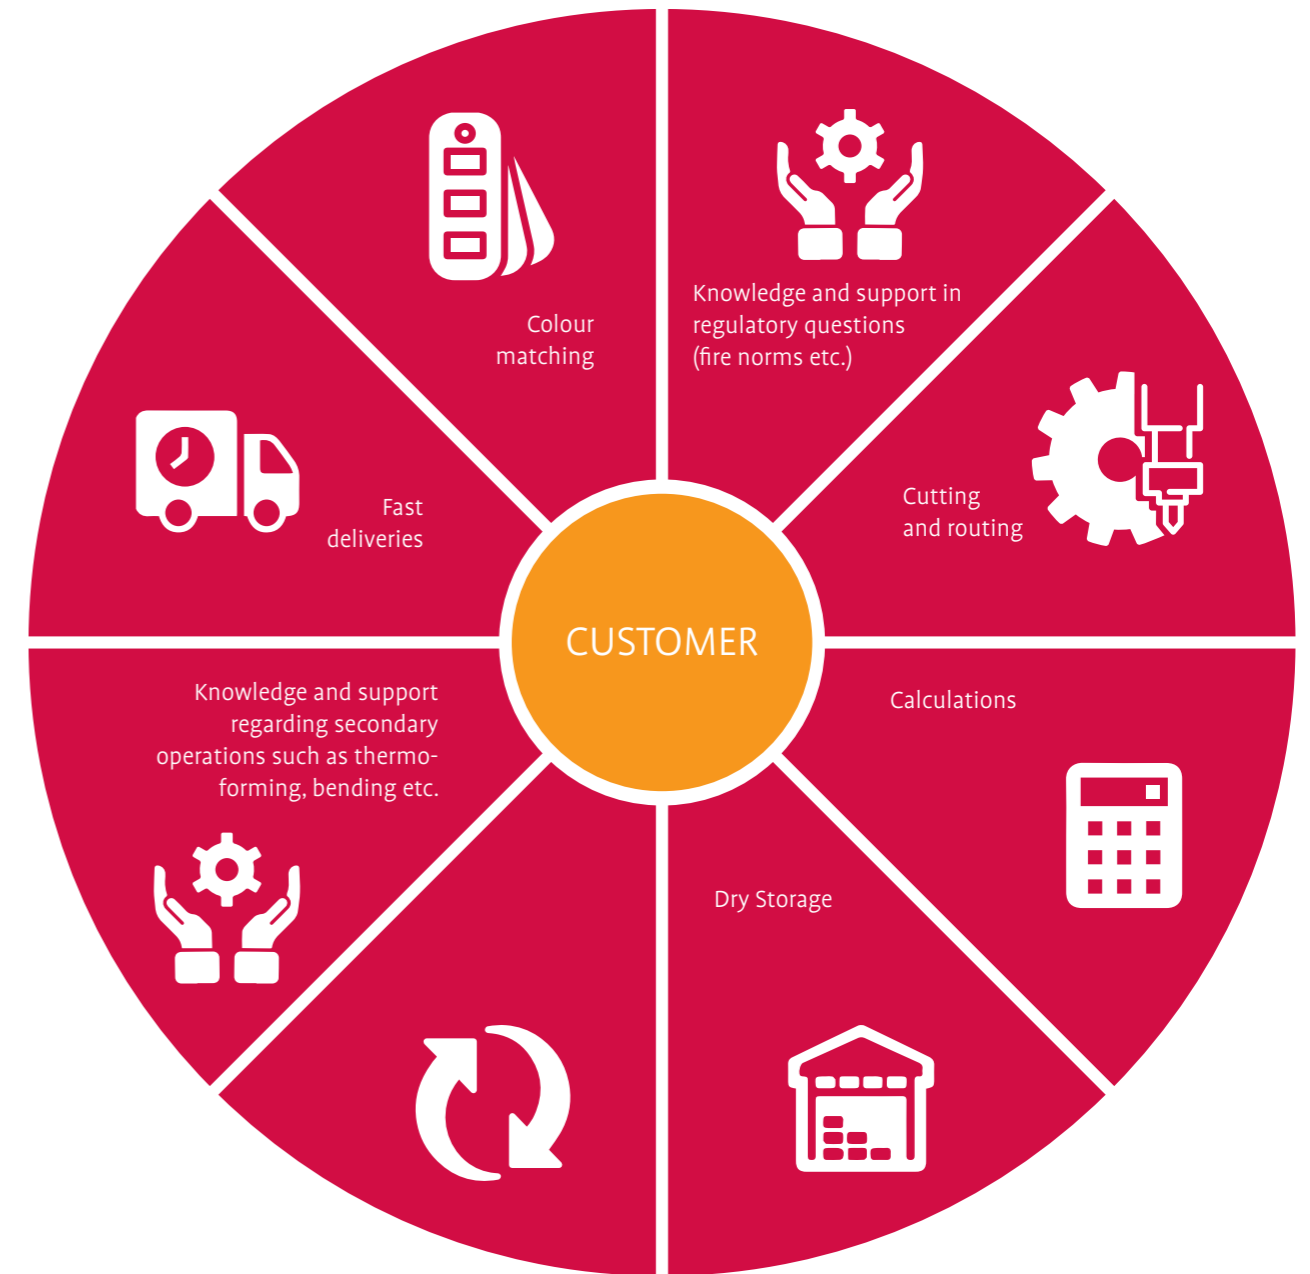 Colour
matching
Knowledge and support in
regulatory questions
(fire norms etc.)
Fast
deliveries
Cutting
and routing
CUSTOMER
Knowledge and support
regarding secondary
operations such as thermo-
forming, bending etc.
Calculations
Dry Storage